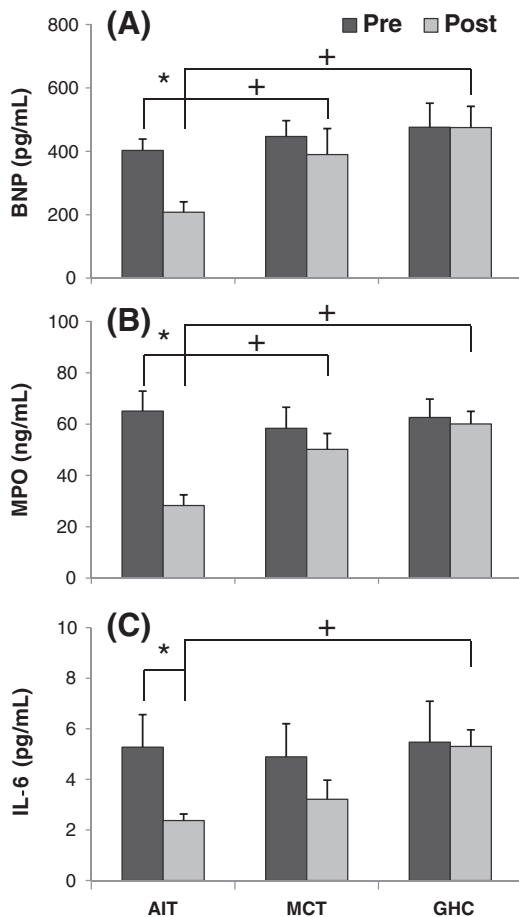 (A)
Pre Post
BNP (pg/mL)
800
600
400
200
0
* + +
(B)
MPO (ng/mL)
100
80
60
40
20
0
* + +
(C)
IL-6 (pg/mL)
10
8
6
4
2
0
* +
AIT MCT GHC